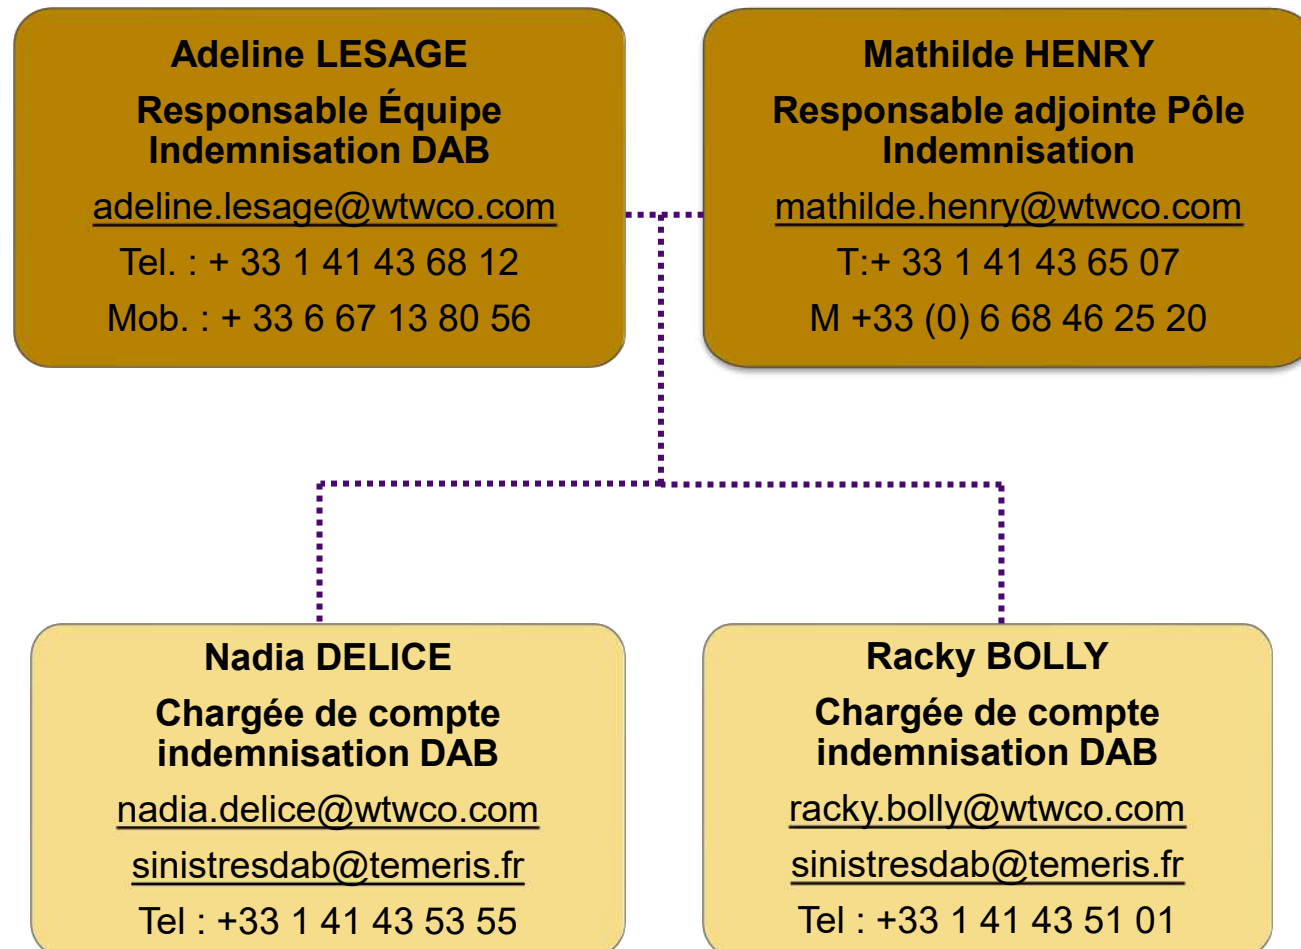 Adeline LESAGE
Responsable Équipe
Indemnisation DAB
adeline.lesage@wtwco.com
Tel. : + 33 1 41 43 68 12
Mob. : + 33 6 67 13 80 56
Mathilde HENRY
Responsable adjointe Pôle
Indemnisation
mathilde.henry@wtwco.com
T:+ 33 1 41 43 65 07
M +33 (0) 6 68 46 25 20
Nadia DELICE
Chargée de compte
indemnisation DAB
nadia.delice@wtwco.com
sinistresdab@temeris.fr
Tel : +33 1 41 43 53 55
Racky BOLLY
Chargée de compte
indemnisation DAB
racky.bolly@wtwco.com
sinistresdab@temeris.fr
Tel : +33 1 41 43 51 01